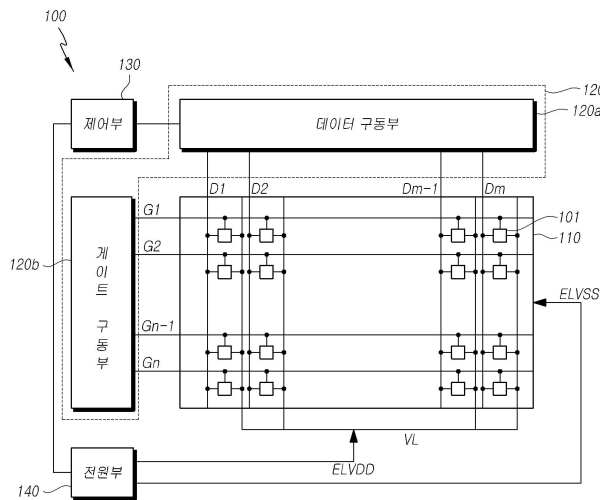 100
130
제어부
데이터 구동부
120
120a
D1
D2
Dm-1
Dm
G1
G2
Gn-1
Gn
게이트 구동부
120b
101
110
ELVSS
VL
ELVDD
전원부
140